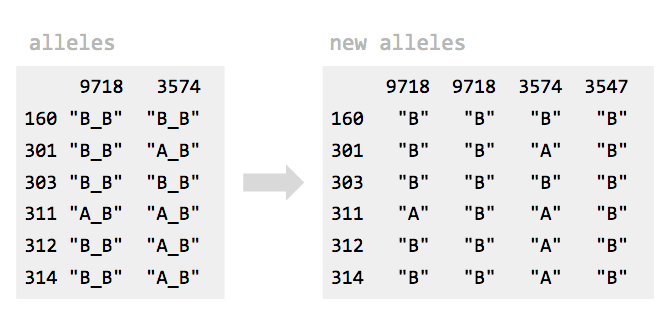 alleles
9718 3574
160 "B_B" "B_B"
301 "B_B" "A_B"
303 "B_B" "B_B"
311 "A_B" "A_B"
312 "B_B" "A_B"
314 "B_B" "A_B"
new alleles
9718 9718 3574 3547
160 "B" "B" "B" "B"
301 "B" "B" "A" "B"
303 "B" "B" "B" "B"
311 "A" "B" "A" "B"
312 "B" "B" "A" "B"
314 "B" "B" "A" "B"